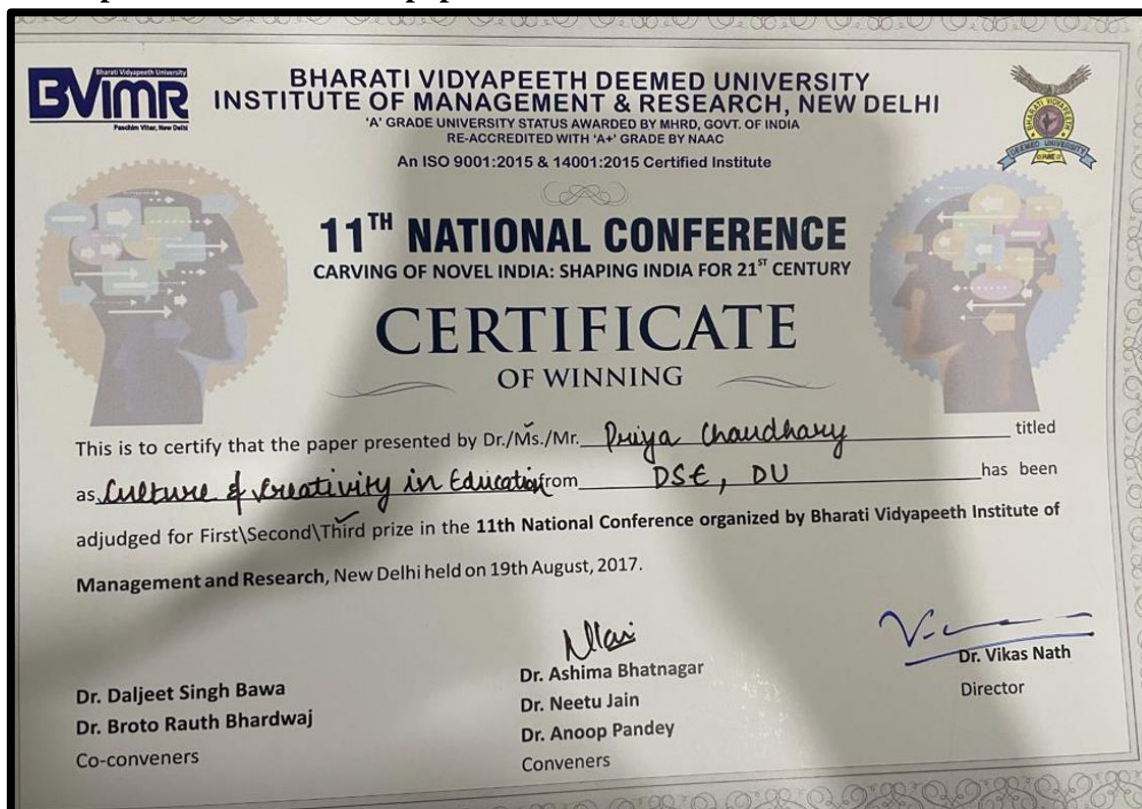 Bharati Vidyapeeth University
BVIMR
Paschim Vihar, New Delhi
BHARATI VIDYAPEETH DEEMED UNIVERSITY
INSTITUTE OF MANAGEMENT & RESEARCH, NEW DELHI
'A' GRADE UNIVERSITY STATUS AWARDED BY MHRD, GOVT. OF INDIA
RE-ACCREDITED WITH 'A+' GRADE BY NAAC
An ISO 9001:2015 & 14001:2015 Certified Institute
BHARATI VIDYAPEETH
DEEMED UNIVERSITY
PUNE
11TH NATIONAL CONFERENCE
CARVING OF NOVEL INDIA: SHAPING INDIA FOR 21ST CENTURY
CERTIFICATE
OF WINNING
This is to certify that the paper presented by Dr./Ms./Mr. Priya Chaudhary titled
as Culture & Creativity in Education from DSE, DU has been
adjudged for First\Second\Third prize in the 11th National Conference organized by Bharati Vidyapeeth Institute of
Management and Research, New Delhi held on 19th August, 2017.
Dr. Daljeet Singh Bawa
Dr. Broto Rauth Bhardwaj
Co-conveners
Dr. Ashima Bhatnagar
Dr. Neetu Jain
Dr. Anoop Pandey
Conveners
Dr. Vikas Nath
Director